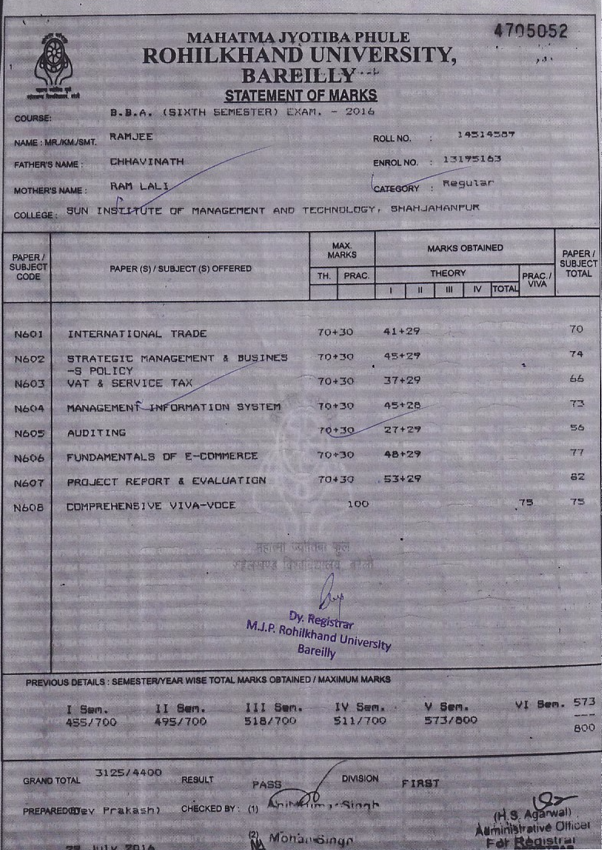 4705052
MAHATMA JYOTIBA PHULE
ROHILKHAND UNIVERSITY,
BAREILLY
STATEMENT OF MARKS
COURSE: B.B.A. (SIXTH SEMESTER) EXAM. - 2016
NAME : MR./KM./SMT. RAMJEE ROLL NO. : 14514587
FATHER'S NAME : CHHAVINATH ENROL NO. : 13195163
MOTHER'S NAME : RAM LALI CATEGORY : Regular
COLLEGE : SUN INSTITUTE OF MANAGEMENT AND TECHNOLOGY, SHAHJAHANPUR
PAPER / SUBJECT CODE PAPER (S) / SUBJECT (S) OFFERED MAX. MARKS MARKS OBTAINED PAPER / SUBJECT TOTAL
TH. PRAC. THEORY PRAC./ VIVA
I II III IV TOTAL
N601 INTERNATIONAL TRADE 70+30 41+29 70
N602 STRATEGIC MANAGEMENT & BUSINES 70+30 45+29 74
-S POLICY
N603 VAT & SERVICE TAX 70+30 37+29 66
N604 MANAGEMENT INFORMATION SYSTEM 70+30 45+28 73
N605 AUDITING 70+30 27+29 56
N606 FUNDAMENTALS OF E-COMMERCE 70+30 48+29 77
N607 PROJECT REPORT & EVALUATION 70+30 53+29 82
N608 COMPREHENSIVE VIVA-VOCE 100 75 75
महात्मा ज्योतिबा फुले
रुहेलखण्ड विश्वविद्यालय, बरेली
Dy. Registrar
M.J.P. Rohilkhand University
Bareilly
PREVIOUS DETAILS : SEMESTER/YEAR WISE TOTAL MARKS OBTAINED / MAXIMUM MARKS
I Sem. II Sem. III Sem. IV Sem. V Sem. VI Sem. 573
455/700 495/700 518/700 511/700 573/800 ---
800
GRAND TOTAL 3125/4400 RESULT PASS DIVISION FIRST
PREPARED (Dev Prakash) CHECKED BY : (1) Singh
(H.S. Agarwal)
Administrative Officer
(2) Mohan Singh
For Registrar
July 2016